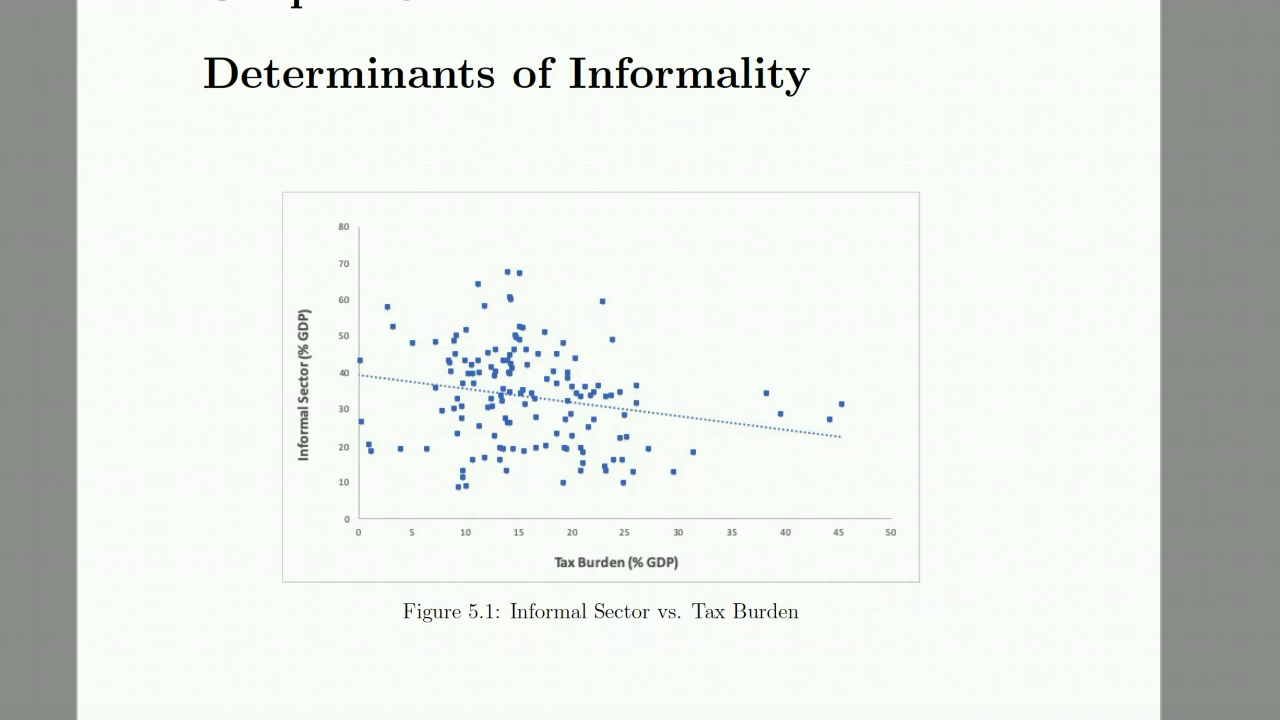 Determinants of Informality
80
70
60
50
40
30
20
10
0
Informal Sector (% GDP)
0 5 10 15 20 25 30 35 40 45 50
Tax Burden (% GDP)
Figure 5.1: Informal Sector vs. Tax Burden